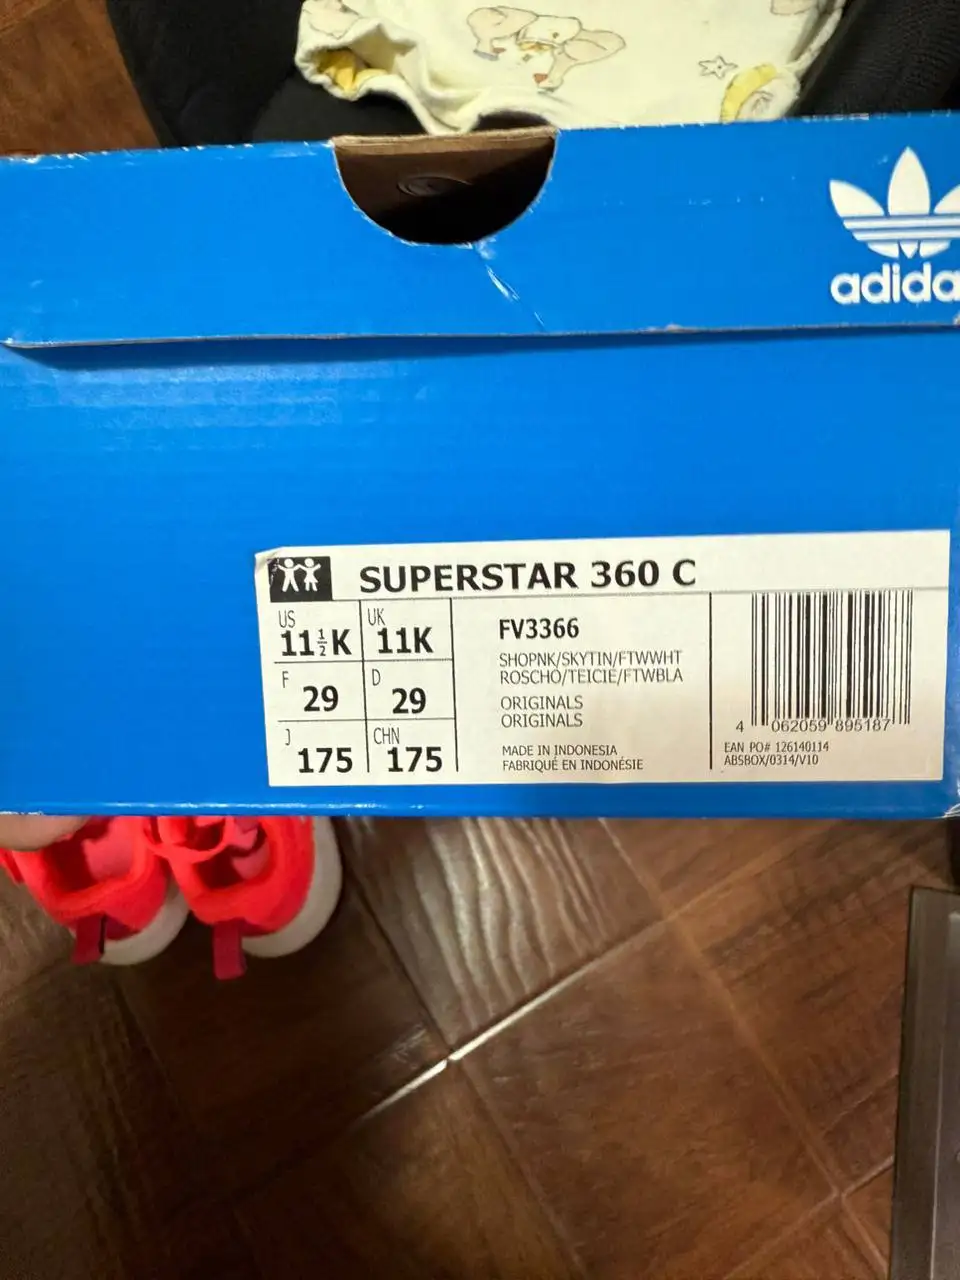 adidas
SUPERSTAR 360 C
US UK
11½K 11K
FV3366
SHOPNK/SKYTIN/FTWWHT
ROSCHO/TEICIE/FTWBLA
F D
29 29
ORIGINALS
ORIGINALS
J CHN
175 175
MADE IN INDONESIA
FABRIQUÉ EN INDONÉSIE
4 062059 895187
EAN PO# 126140114
ABSBOX/0314/V10